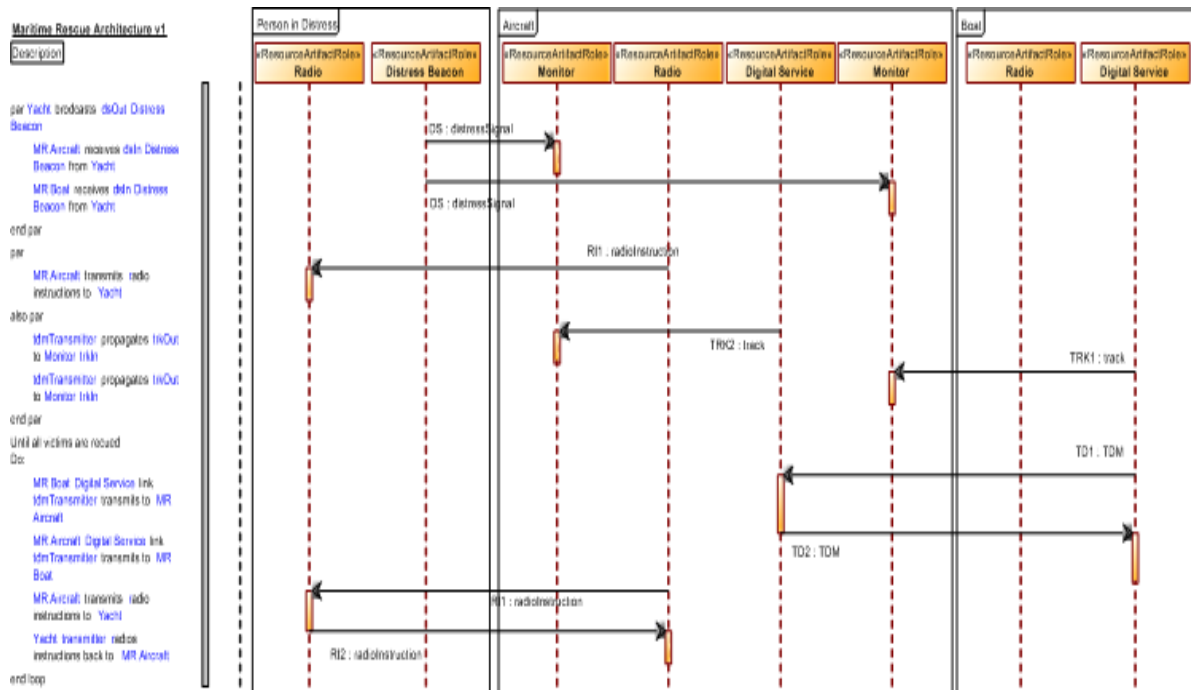 Maritime Rescue Architecture v1
Description
par Yacht brodcasts dsOut Distress
Beacon
MR Aircraft receives dsIn Distress
Beacon from Yacht
MR Boat receives dsIn Distress
Beacon from Yacht
end par
par
MR Aircraft transmits radio
instructions to Yacht
also par
tdmTransmitter propagates trkOut
to Monitor trkIn
tdmTransmitter propagates trkOut
to Monitor trkIn
end par
Until all victims are recued
Do:
MR Boat Digital Service link
tdmTransmitter transmits to MR
Aircraft
MR Aircraft Digital Service link
tdmTransmitter transmits to MR
Boat
MR Aircraft transmits radio
instructions to Yacht
Yacht transmitter radios
instructions back to MR Aircraft
end loop
Person in Distress
Aircraft
Boat
«ResourceArtifactRole»
Radio
«ResourceArtifactRole»
Distress Beacon
«ResourceArtifactRole»
Monitor
«ResourceArtifactRole»
Radio
«ResourceArtifactRole»
Digital Service
«ResourceArtifactRole»
Monitor
«ResourceArtifactRole»
Radio
«ResourceArtifactRole»
Digital Service
DS : distressSignal
DS : distressSignal
RI1 : radioInstruction
TRK2 : track
TRK1 : track
TD1 : TDM
TD2 : TDM
RI1 : radioInstruction
RI2 : radioInstruction